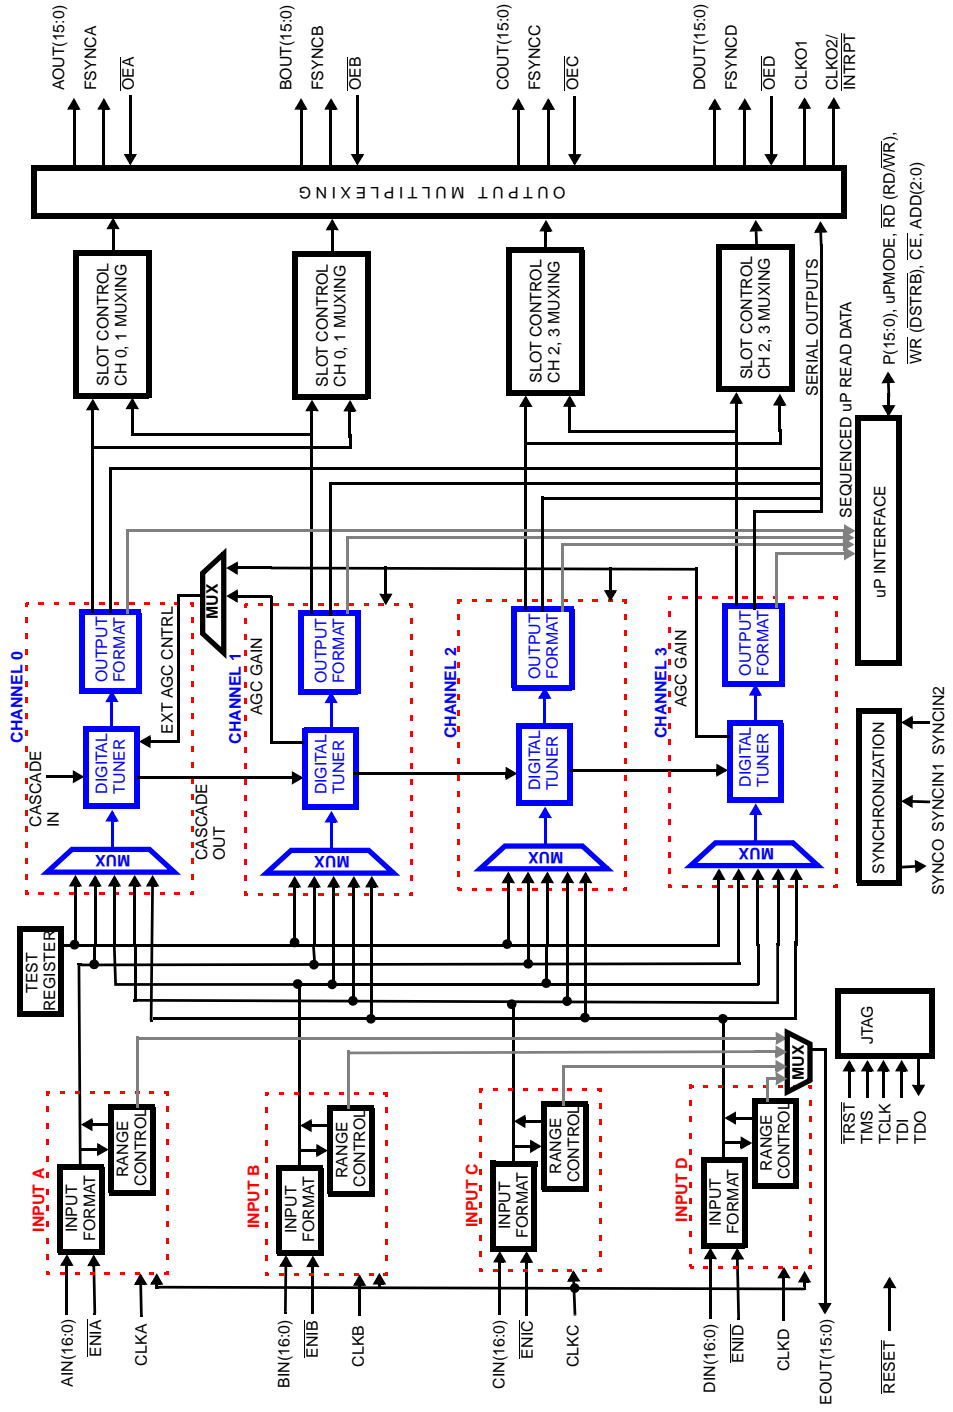 AOUT(15:0)
FSYNCA
OEA
BOUT(15:0)
FSYNCB
OEB
COUT(15:0)
FSYNCC
OEC
DOUT(15:0)
FSYNCD
OED
CLKO1
CLKO2/
INTRPT
OUTPUT MULTIPLEXING
SLOT CONTROL
CH 0, 1 MUXING
SLOT CONTROL
CH 0, 1 MUXING
SLOT CONTROL
CH 2, 3 MUXING
SLOT CONTROL
CH 2, 3 MUXING
SERIAL OUTPUTS
SEQUENCED uP READ DATA
P(15:0), uPMODE, RD (RD/WR),
WR (DSTRB), CE, ADD(2:0)
uP INTERFACE
MUX
CHANNEL 0
OUTPUT
FORMAT
DIGITAL
TUNER
MUX
EXT AGC CNTRL
CASCADE
IN
CASCADE
OUT
CHANNEL 1
AGC GAIN
OUTPUT
FORMAT
DIGITAL
TUNER
MUX
CHANNEL 2
OUTPUT
FORMAT
DIGITAL
TUNER
MUX
CHANNEL 3
AGC GAIN
OUTPUT
FORMAT
DIGITAL
TUNER
MUX
SYNCHRONIZATION
SYNCO SYNCIN1 SYNCIN2
TEST
REGISTER
JTAG
TRST
TMS
TCLK
TDI
TDO
MUX
INPUT A
INPUT
FORMAT
RANGE
CONTROL
INPUT B
INPUT
FORMAT
RANGE
CONTROL
INPUT C
INPUT
FORMAT
RANGE
CONTROL
INPUT D
INPUT
FORMAT
RANGE
CONTROL
AIN(16:0)
ENIA
CLKA
BIN(16:0)
ENIB
CLKB
CIN(16:0)
ENIC
CLKC
DIN(16:0)
ENID
CLKD
EOUT(15:0)
RESET